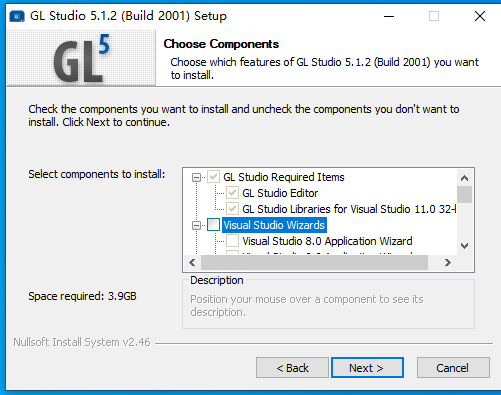 GL Studio 5.1.2 (Build 2001) Setup
GL5
Choose Components
Choose which features of GL Studio 5.1.2 (Build 2001) you want
to install.
Check the components you want to install and uncheck the components you don't want to
install. Click Next to continue.
Select components to install:
GL Studio Required Items
GL Studio Editor
GL Studio Libraries for Visual Studio 11.0 32-
Visual Studio Wizards
Visual Studio 8.0 Application Wizard
Space required: 3.9GB
Description
Position your mouse over a component to see its
description.
Nullsoft Install System v2.46
< Back
Next >
Cancel